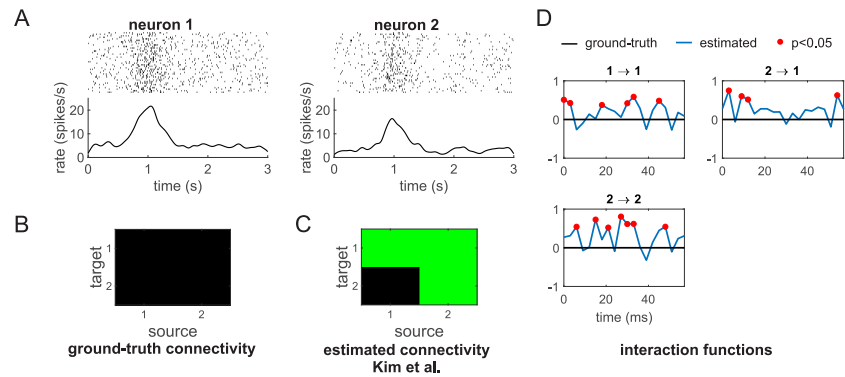 A
neuron 1
rate (spikes/s)
20
10
0
0 1 2 3
time (s)
neuron 2
rate (spikes/s)
20
10
0
0 1 2 3
time (s)
B
target
1
2
1 2
source
ground-truth connectivity
C
target
1
2
1 2
source
estimated connectivity
Kim et al.
D
ground-truth estimated p<0.05
1 → 1
1
0
-1
0 20 40
2 → 1
1
0
-1
0 20 40
2 → 2
1
0
-1
0 20 40
time (ms)
interaction functions